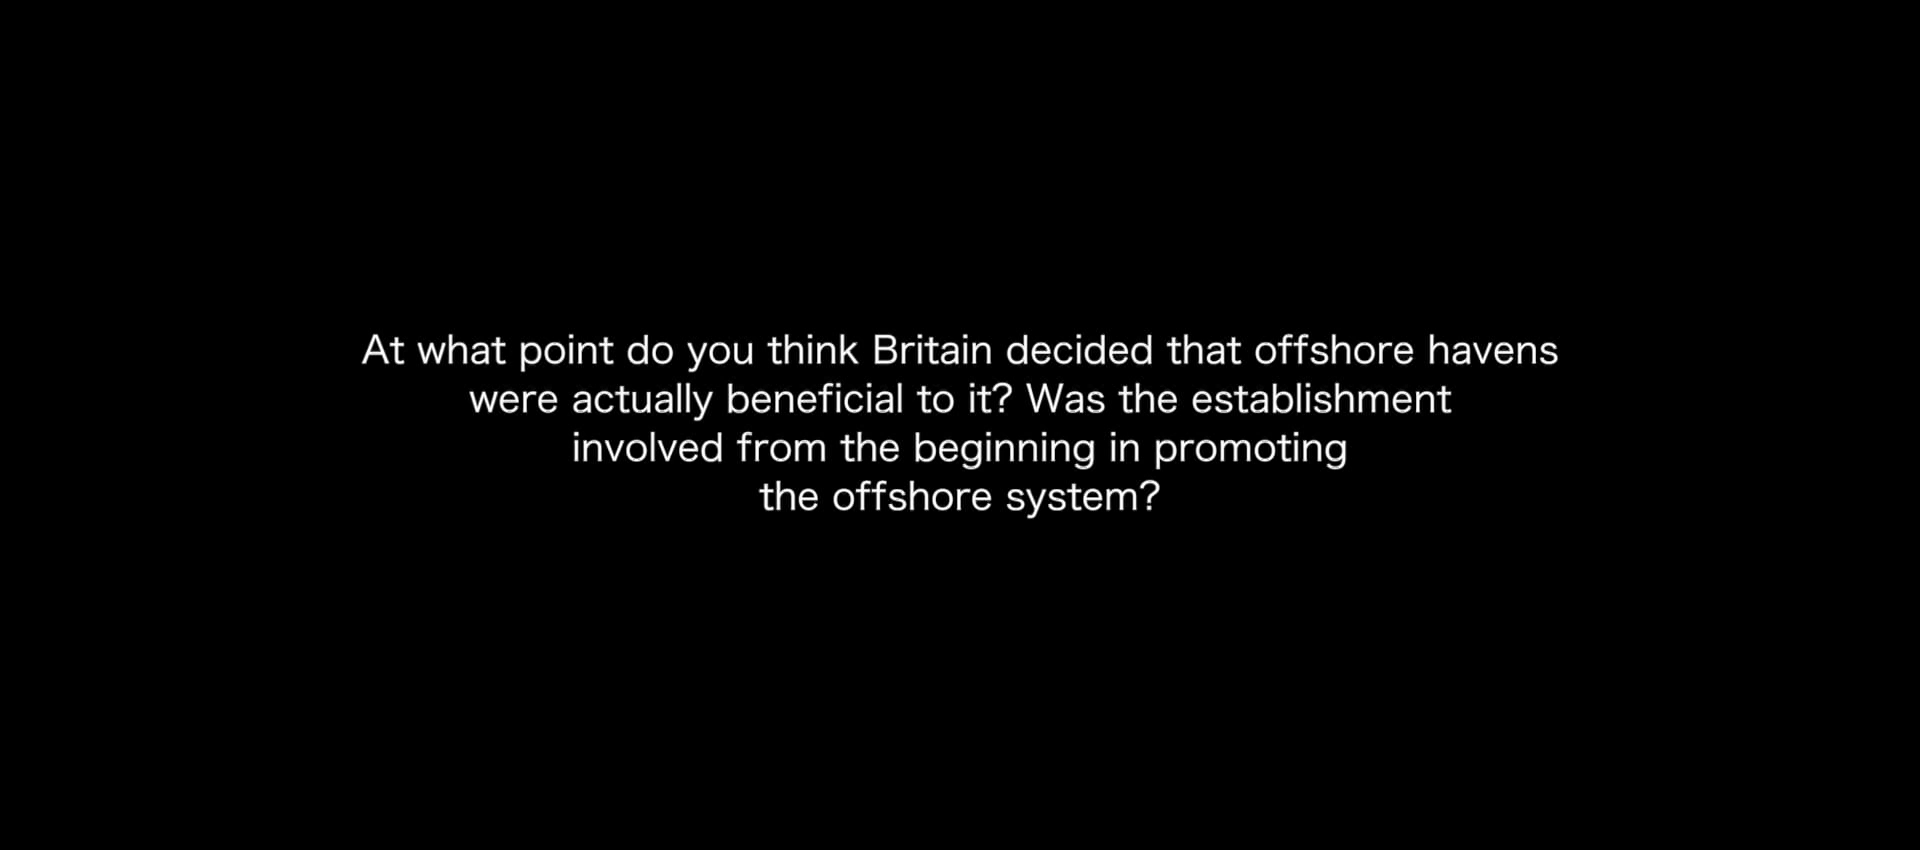 At what point do you think Britain decided that offshore havens
were actually beneficial to it? Was the establishment
involved from the beginning in promoting
the offshore system?